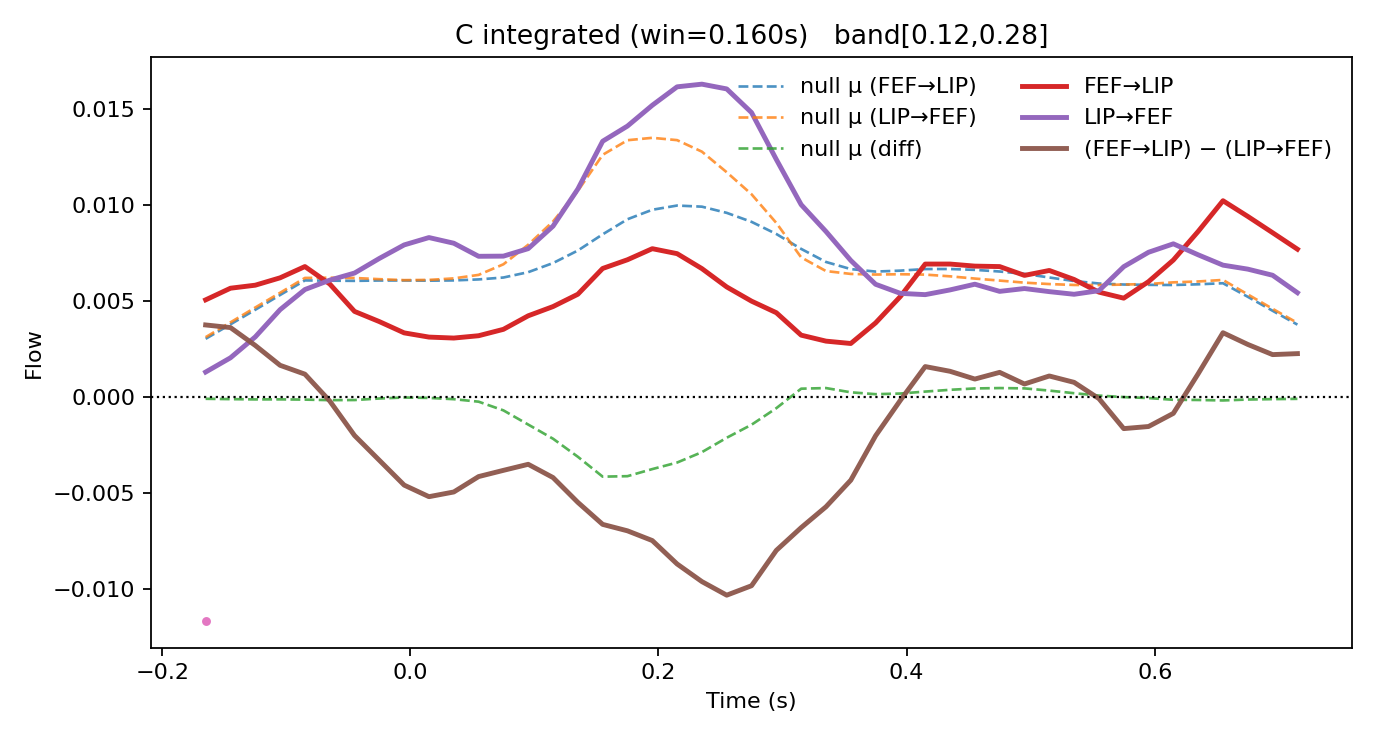 C integrated (win=0.160s)   band[0.12,0.28]
null μ (FEF→LIP)
null μ (LIP→FEF)
null μ (diff)
FEF→LIP
LIP→FEF
(FEF→LIP) − (LIP→FEF)
Flow
0.015
0.010
0.005
0.000
−0.005
−0.010
−0.2
0.0
0.2
0.4
0.6
Time (s)